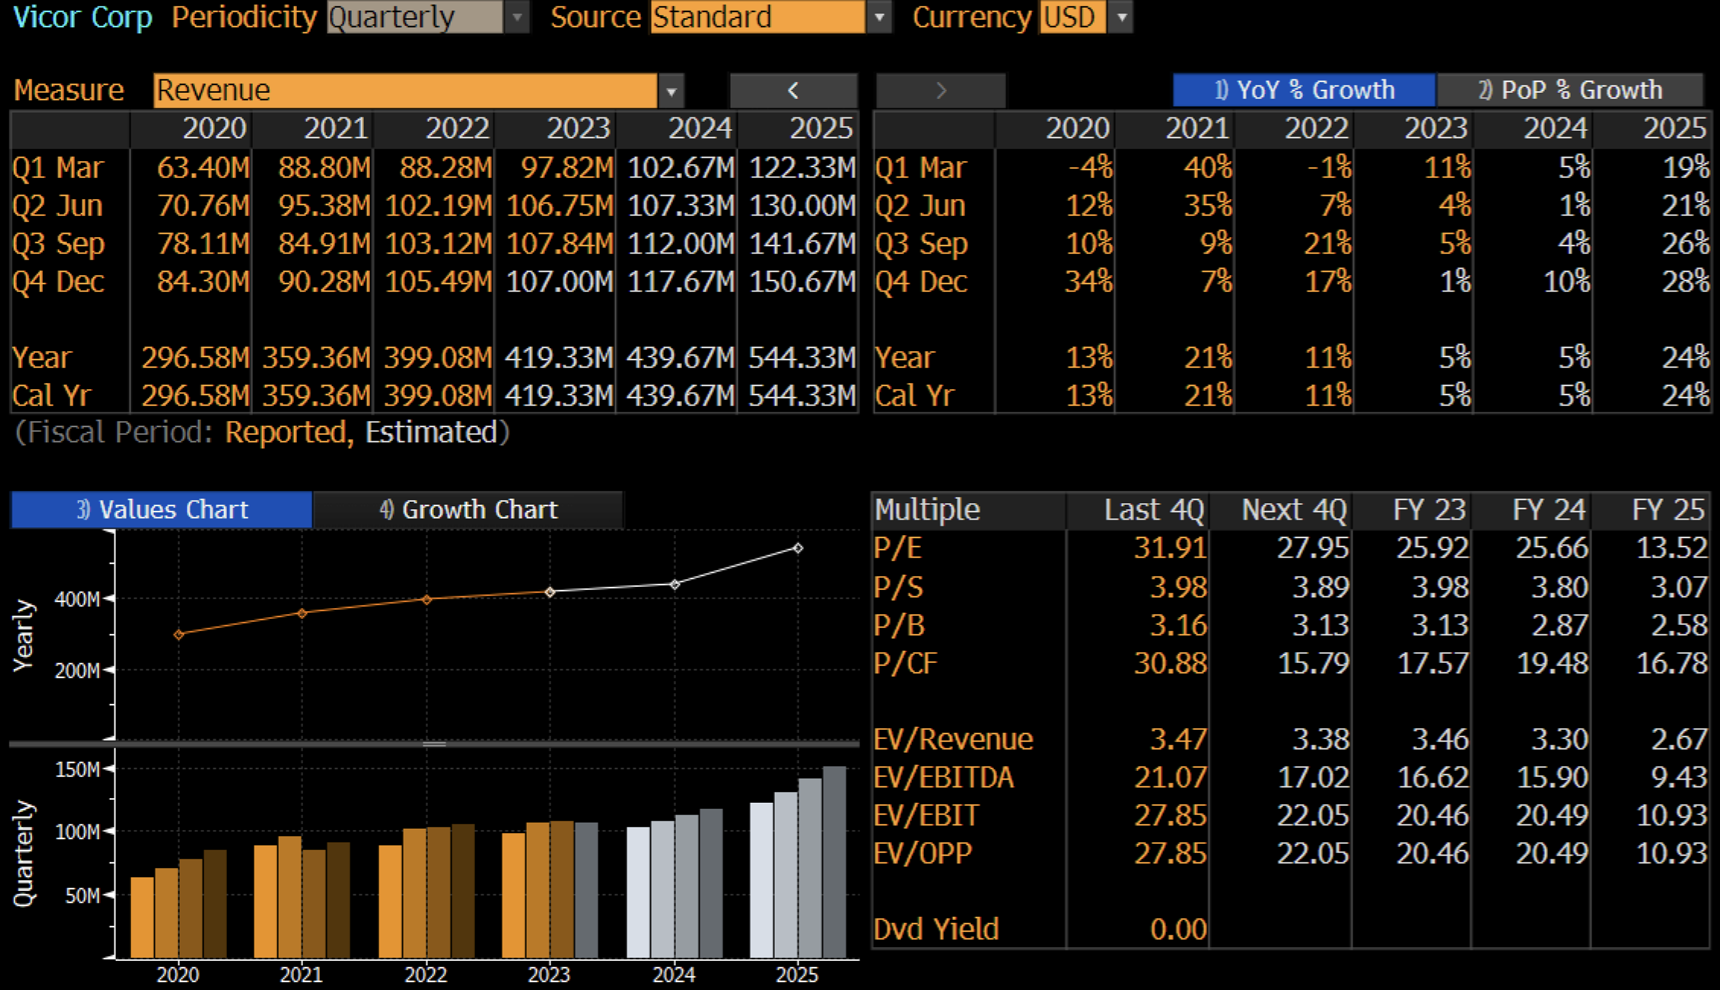 Vicor Corp Periodicity Quarterly Source Standard Currency USD
Measure Revenue < > 1) YoY % Growth 2) PoP % Growth
2020 2021 2022 2023 2024 2025
Q1 Mar 63.40M 88.80M 88.28M 97.82M 102.67M 122.33M
Q2 Jun 70.76M 95.38M 102.19M 106.75M 107.33M 130.00M
Q3 Sep 78.11M 84.91M 103.12M 107.84M 112.00M 141.67M
Q4 Dec 84.30M 90.28M 105.49M 107.00M 117.67M 150.67M
Year 296.58M 359.36M 399.08M 419.33M 439.67M 544.33M
Cal Yr 296.58M 359.36M 399.08M 419.33M 439.67M 544.33M
(Fiscal Period: Reported, Estimated)
2020 2021 2022 2023 2024 2025
Q1 Mar -4% 40% -1% 11% 5% 19%
Q2 Jun 12% 35% 7% 4% 1% 21%
Q3 Sep 10% 9% 21% 5% 4% 26%
Q4 Dec 34% 7% 17% 1% 10% 28%
Year 13% 21% 11% 5% 5% 24%
Cal Yr 13% 21% 11% 5% 5% 24%
3) Values Chart 4) Growth Chart
Yearly
400M
200M
Quarterly
150M
100M
50M
2020 2021 2022 2023 2024 2025
Multiple Last 4Q Next 4Q FY 23 FY 24 FY 25
P/E 31.91 27.95 25.92 25.66 13.52
P/S 3.98 3.89 3.98 3.80 3.07
P/B 3.16 3.13 3.13 2.87 2.58
P/CF 30.88 15.79 17.57 19.48 16.78
EV/Revenue 3.47 3.38 3.46 3.30 2.67
EV/EBITDA 21.07 17.02 16.62 15.90 9.43
EV/EBIT 27.85 22.05 20.46 20.49 10.93
EV/OPP 27.85 22.05 20.46 20.49 10.93
Dvd Yield 0.00